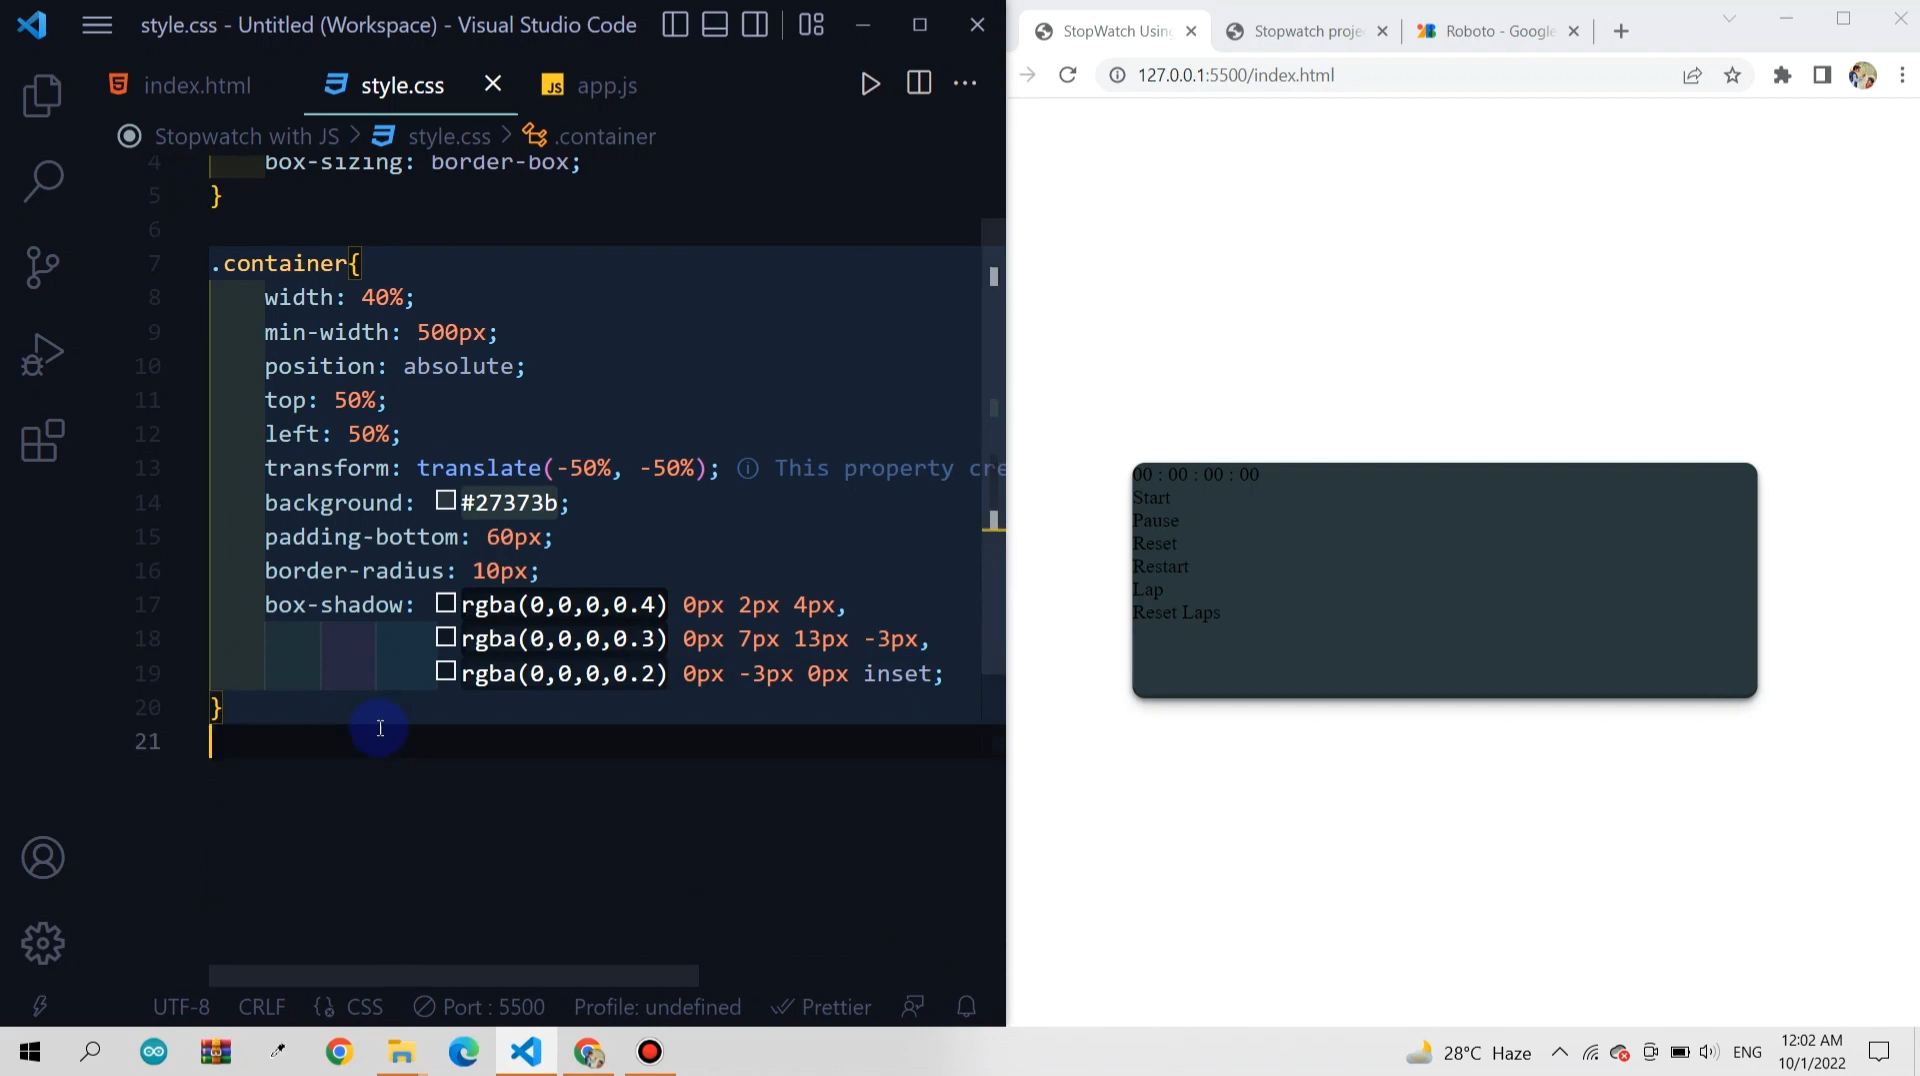 style.css - Untitled (Workspace) - Visual Studio Code
index.html
style.css
app.js
Stopwatch with JS > style.css > .container
4 box-sizing: border-box;
5 }
6
7 .container{
8 width: 40%;
9 min-width: 500px;
10 position: absolute;
11 top: 50%;
12 left: 50%;
13 transform: translate(-50%, -50%); This property cre
14 background: #27373b;
15 padding-bottom: 60px;
16 border-radius: 10px;
17 box-shadow: rgba(0,0,0,0.4) 0px 2px 4px,
18 rgba(0,0,0,0.3) 0px 7px 13px -3px,
19 rgba(0,0,0,0.2) 0px -3px 0px inset;
20 }
21
UTF-8 CRLF {} CSS Port : 5500 Profile: undefined Prettier
StopWatch Usin
Stopwatch proje
Roboto - Google
127.0.0.1:5500/index.html
00 : 00 : 00 : 00
Start
Pause
Reset
Restart
Lap
Reset Laps
28°C Haze
ENG
12:02 AM
10/1/2022